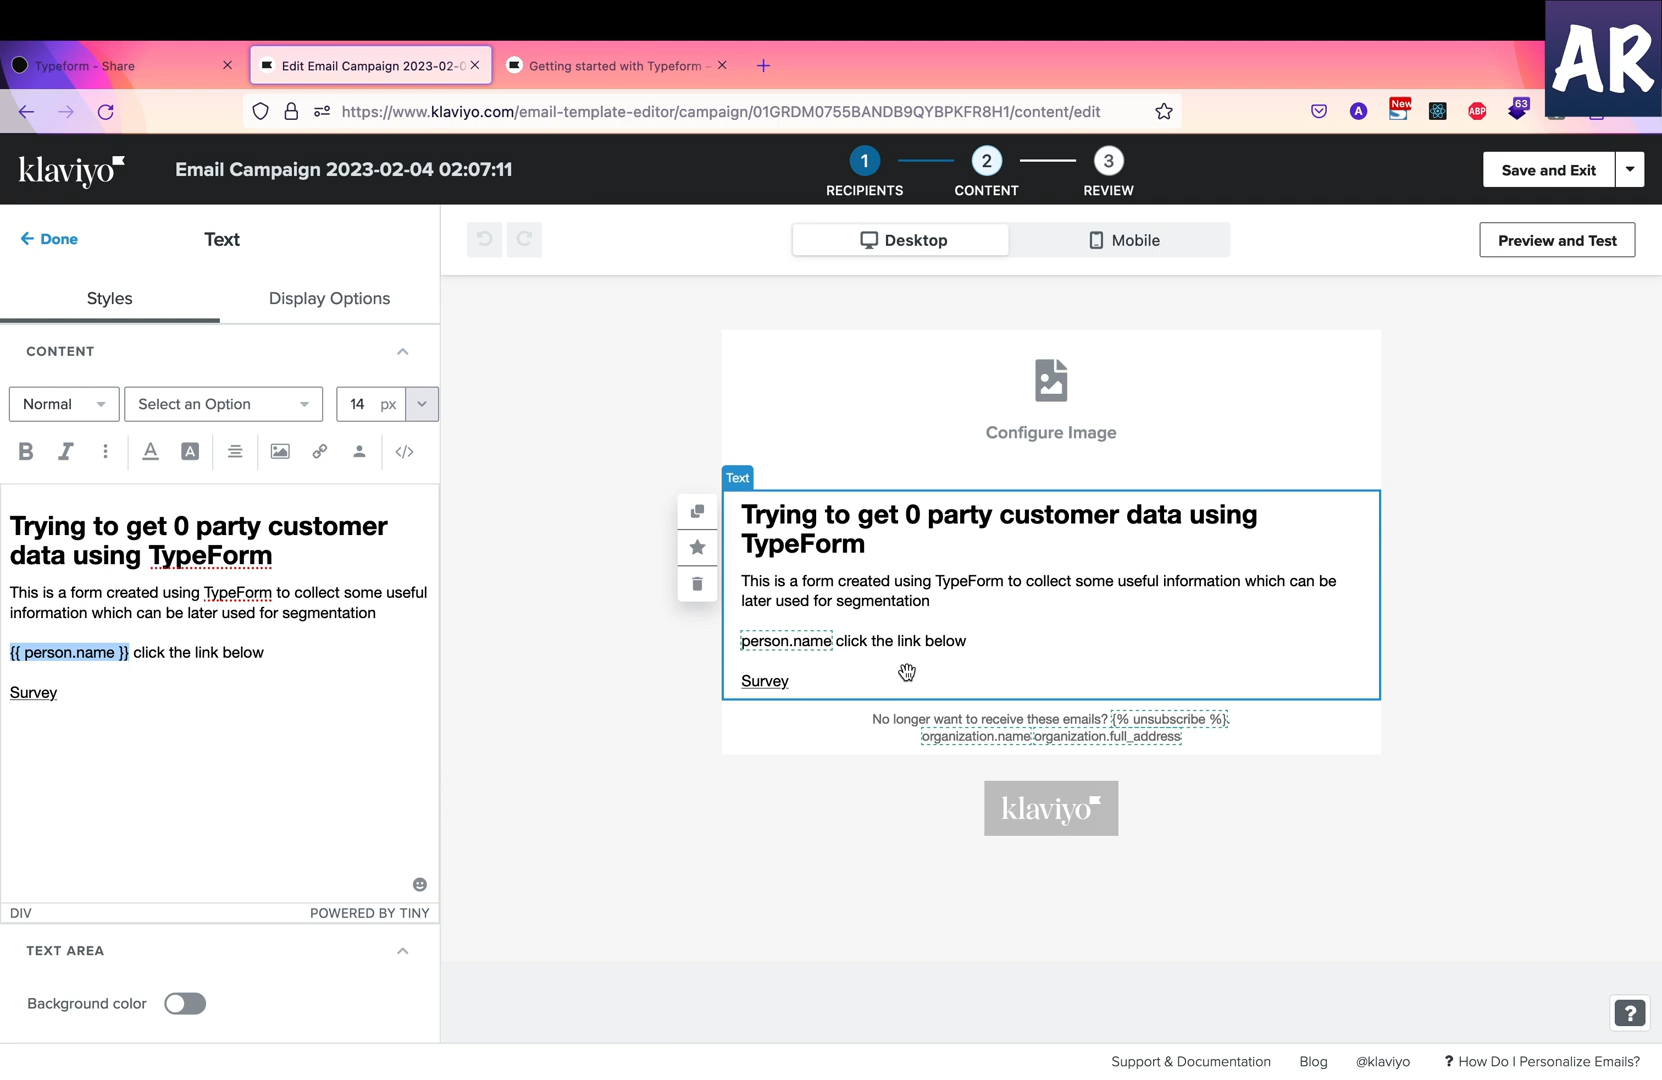 AR
Typeform - Share
Edit Email Campaign 2023-02-0
Getting started with Typeform -
https://www.klaviyo.com/email-template-editor/campaign/01GRDM0755BANDB9QYBPKFR8H1/content/edit
A
New
ABP
63
klaviyo
Email Campaign 2023-02-04 02:07:11
1
RECIPIENTS
2
CONTENT
3
REVIEW
Save and Exit
Done
Text
Desktop
Mobile
Preview and Test
Styles
Display Options
CONTENT
Normal
Select an Option
14 px
B I A A </>
Trying to get 0 party customer
data using TypeForm
This is a form created using TypeForm to collect some useful
information which can be later used for segmentation
{{ person.name }} click the link below
Survey
DIV
POWERED BY TINY
TEXT AREA
Background color
Configure Image
Text
Trying to get 0 party customer data using
TypeForm
This is a form created using TypeForm to collect some useful information which can be
later used for segmentation
person.name click the link below
Survey
No longer want to receive these emails? {% unsubscribe %}.
organization.name organization.full_address
klaviyo
?
Support & Documentation
Blog
@klaviyo
? How Do I Personalize Emails?